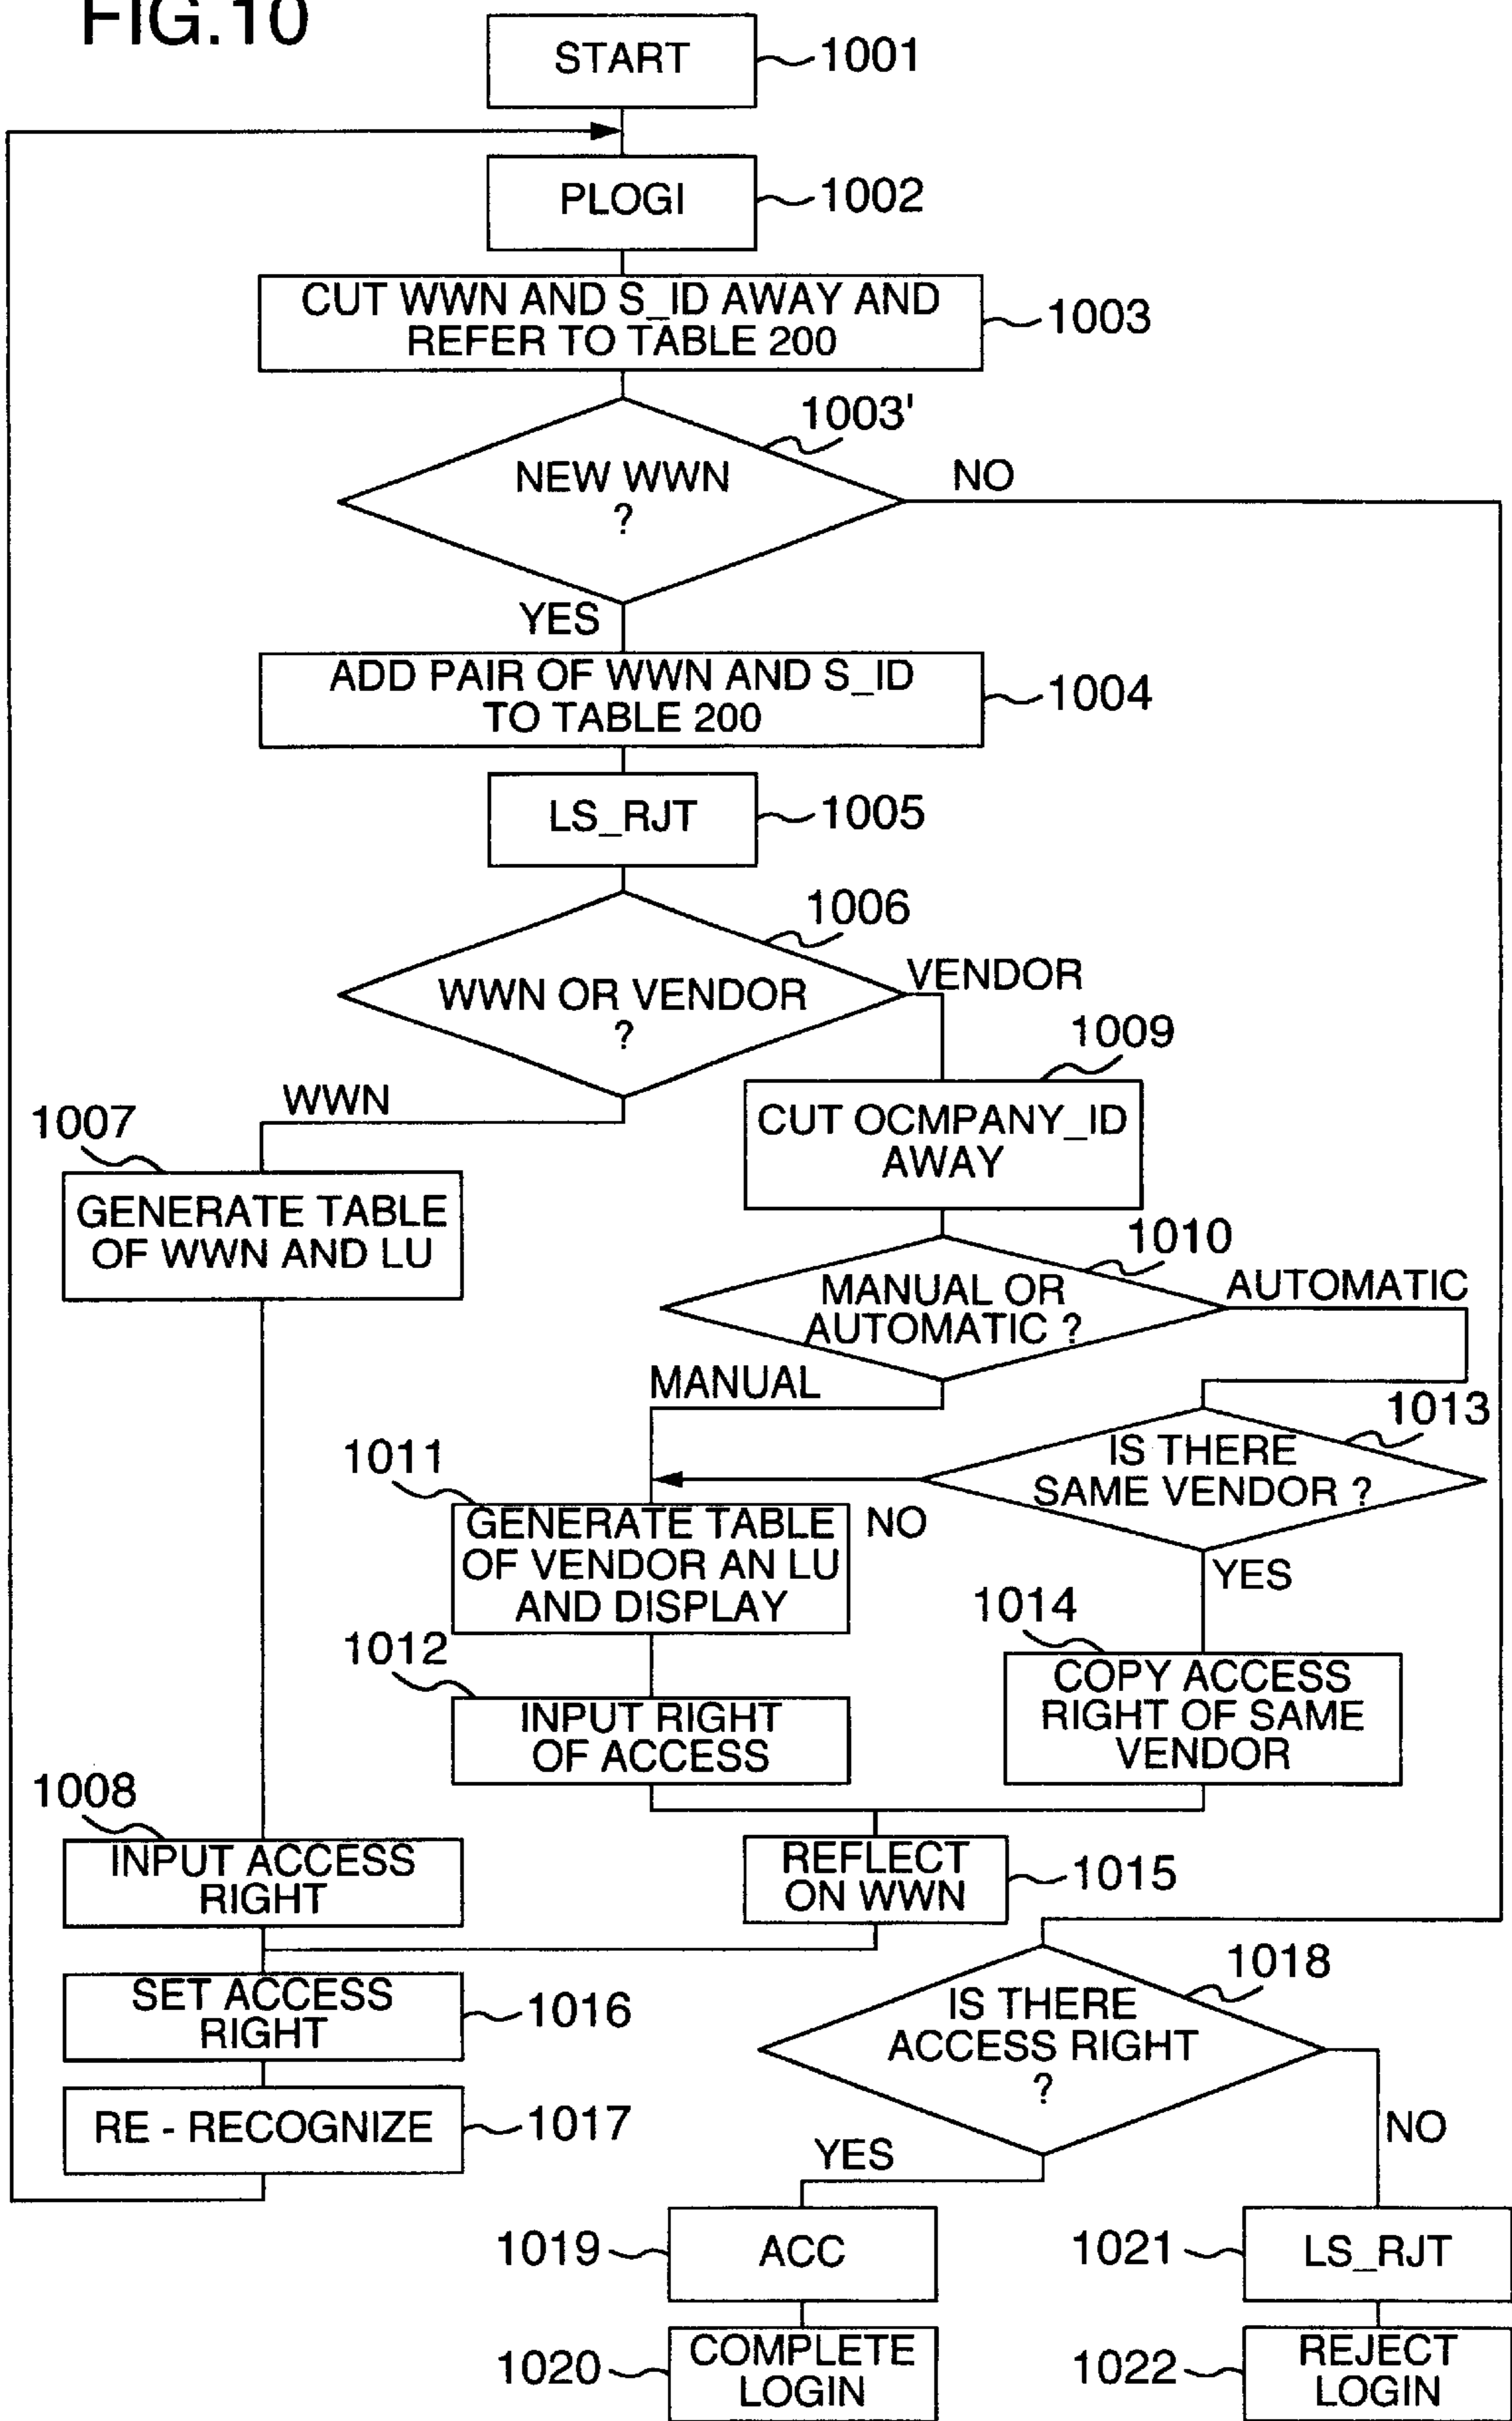 FIG.10
START
1001
PLOGI
1002
CUT WWN AND S_ID AWAY AND
REFER TO TABLE 200
1003
1003'
NEW WWN
?
NO
YES
ADD PAIR OF WWN AND S_ID
TO TABLE 200
1004
LS_RJT
1005
1006
WWN OR VENDOR
?
VENDOR
WWN
1009
CUT OCMPANY_ID
AWAY
1007
GENERATE TABLE
OF WWN AND LU
1010
MANUAL OR
AUTOMATIC ?
AUTOMATIC
MANUAL
1013
IS THERE
SAME VENDOR ?
NO
YES
1011
GENERATE TABLE
OF VENDOR AN LU
AND DISPLAY
1014
COPY ACCESS
RIGHT OF SAME
VENDOR
1012
INPUT RIGHT
OF ACCESS
1008
INPUT ACCESS
RIGHT
REFLECT
ON WWN
1015
SET ACCESS
RIGHT
1016
RE - RECOGNIZE
1017
1018
IS THERE
ACCESS RIGHT
?
YES
NO
1019
ACC
1021
LS_RJT
1020
COMPLETE
LOGIN
1022
REJECT
LOGIN